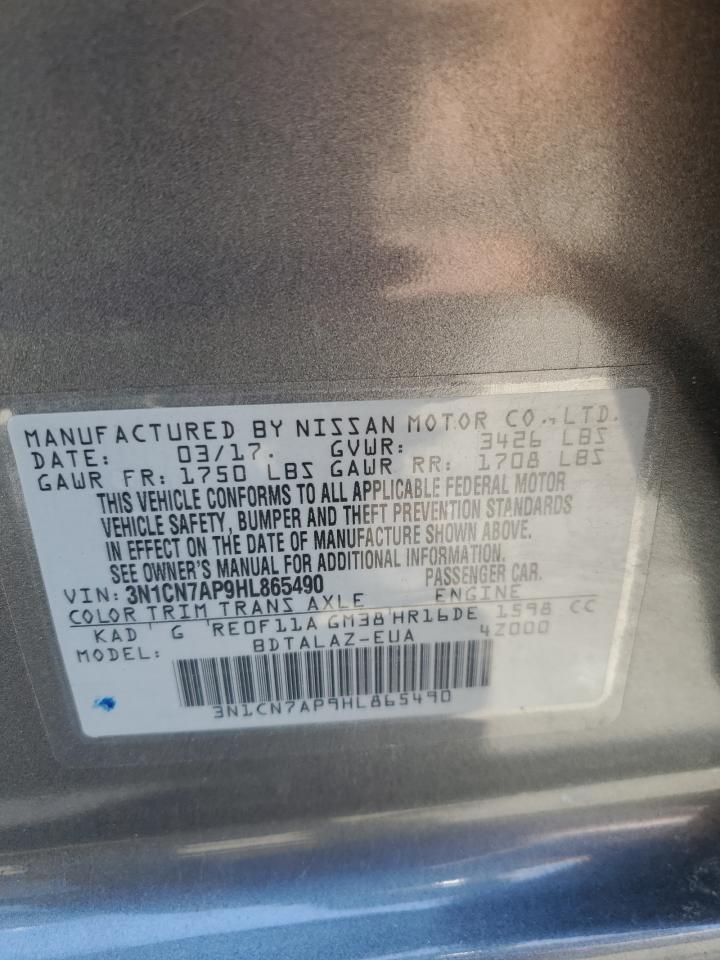 MANUFACTURED BY NISSAN MOTOR CO., LTD.
DATE: 03/17. GVWR: 3426 LBS
GAWR FR: 1750 LBS GAWR RR: 1708 LBS
THIS VEHICLE CONFORMS TO ALL APPLICABLE FEDERAL MOTOR
VEHICLE SAFETY, BUMPER AND THEFT PREVENTION STANDARDS
IN EFFECT ON THE DATE OF MANUFACTURE SHOWN ABOVE.
SEE OWNER'S MANUAL FOR ADDITIONAL INFORMATION.
VIN: 3N1CN7AP9HL865490 PASSENGER CAR.
COLOR TRIM TRANS AXLE ENGINE
KAD G RE0F11A GM38 HR16DE 1598 CC
MODEL: BDTALAZ-EUA 4Z000
3N1CN7AP9HL865490